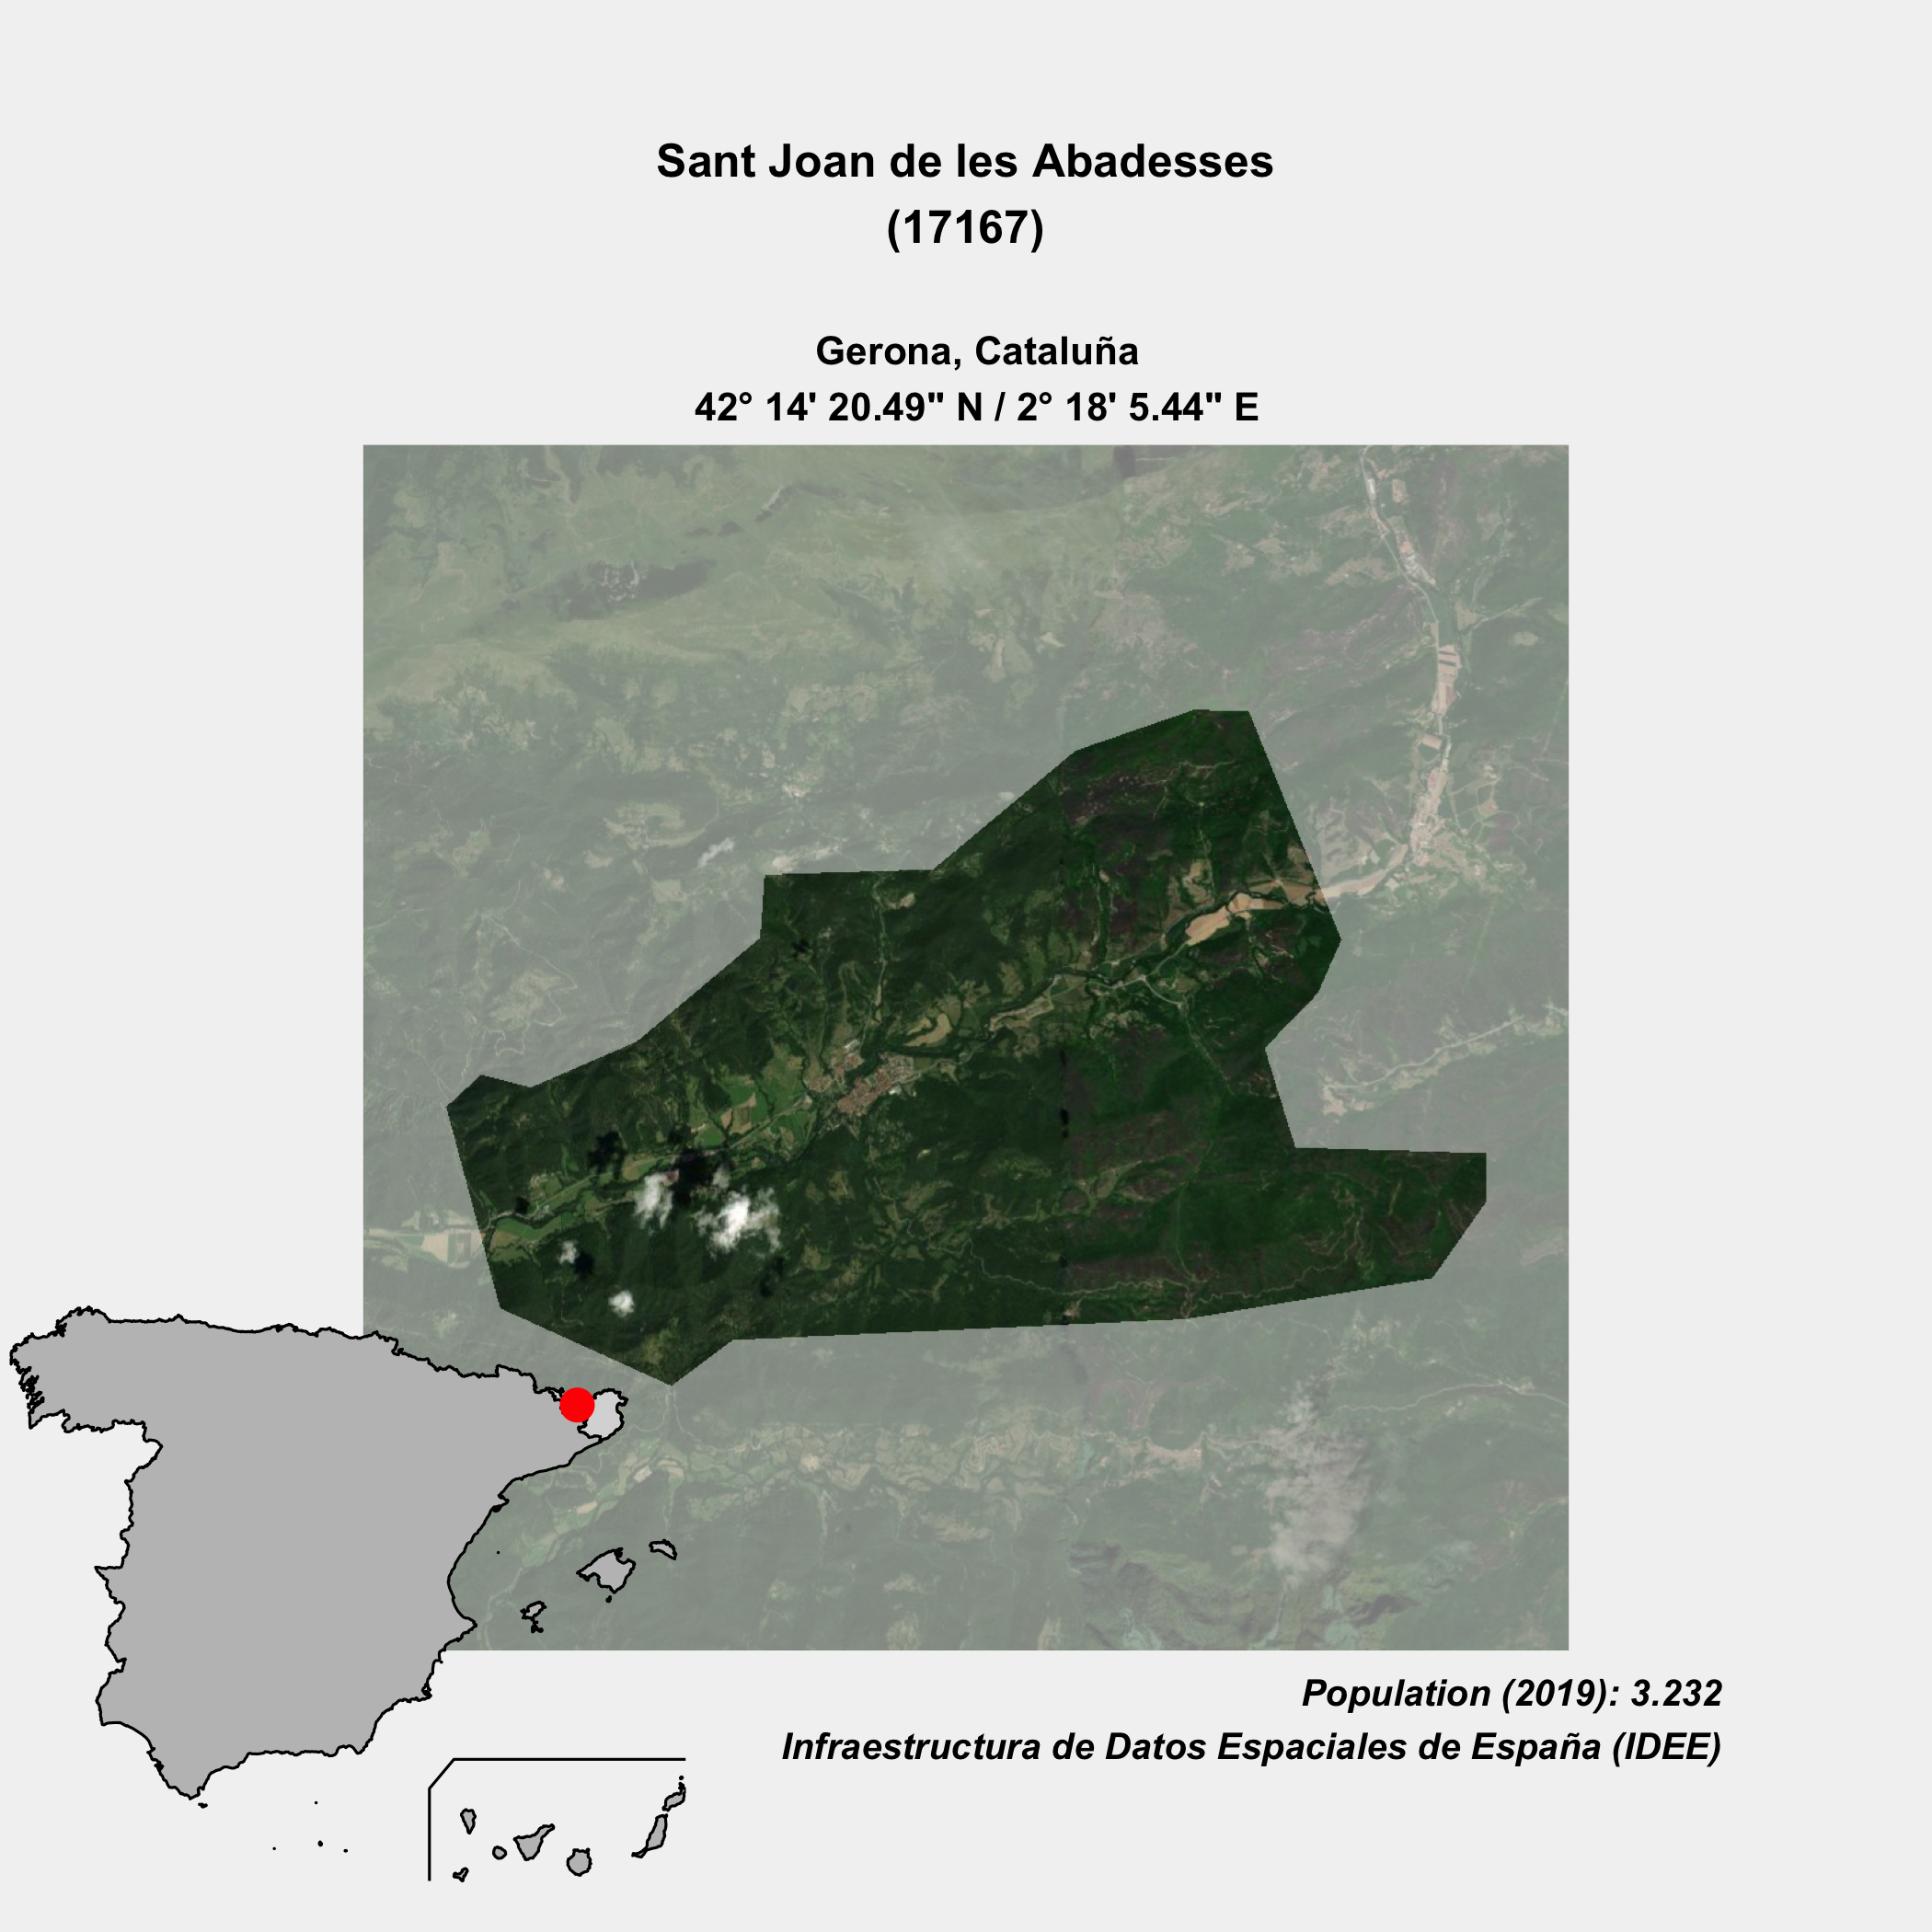 Sant Joan de les Abadesses
(17167)
Gerona, Cataluña
42° 14' 20.49" N / 2° 18' 5.44" E
Population (2019): 3.232
Infraestructura de Datos Espaciales de España (IDEE)